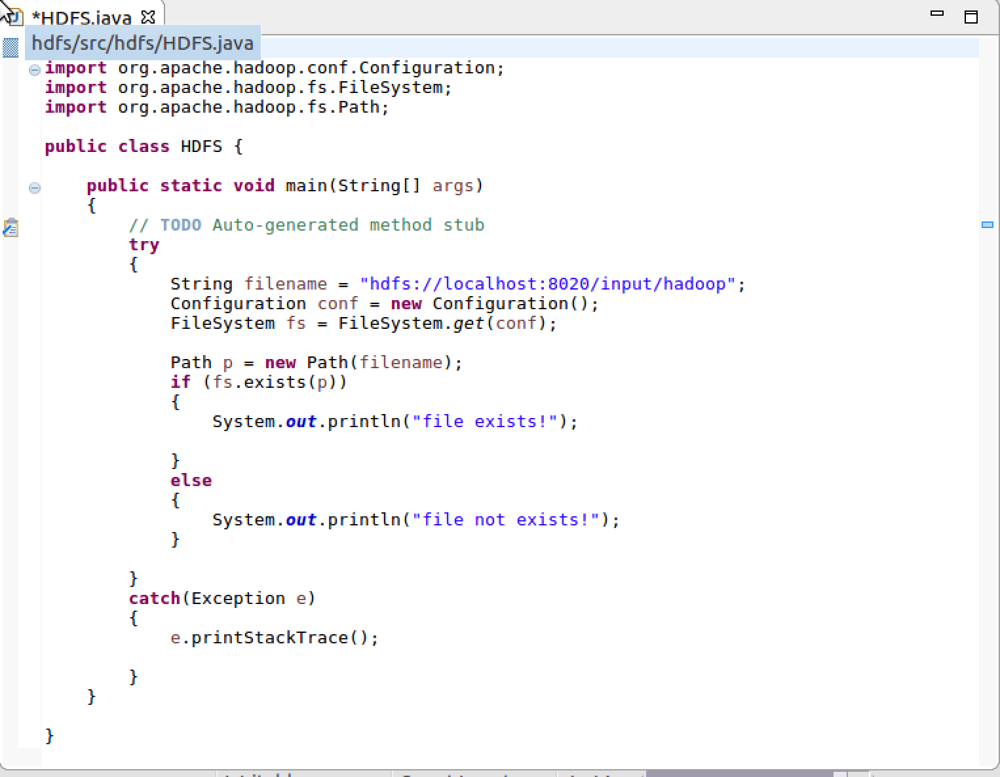 *HDFS.java
hdfs/src/hdfs/HDFS.java
import org.apache.hadoop.conf.Configuration;
import org.apache.hadoop.fs.FileSystem;
import org.apache.hadoop.fs.Path;
public class HDFS {
public static void main(String[] args)
{
// TODO Auto-generated method stub
try
{
String filename = "hdfs://localhost:8020/input/hadoop";
Configuration conf = new Configuration();
FileSystem fs = FileSystem.get(conf);
Path p = new Path(filename);
if (fs.exists(p))
{
System.out.println("file exists!");
}
else
{
System.out.println("file not exists!");
}
}
catch(Exception e)
{
e.printStackTrace();
}
}
}